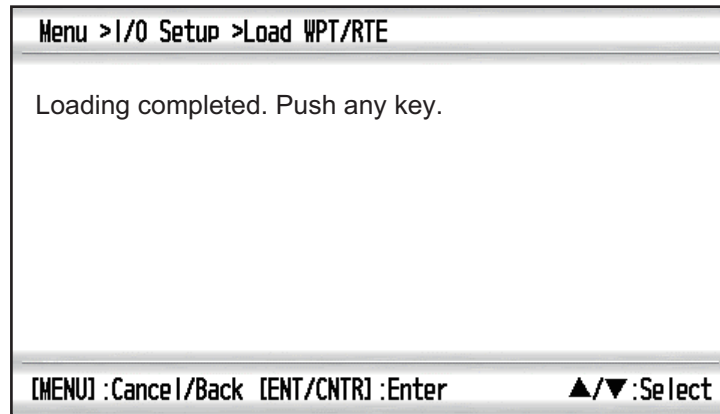 Menu >I/O Setup >Load WPT/RTE
Loading completed. Push any key.
[MENU]:Cancel/Back [ENT/CNTR]:Enter ▲/▼:Select